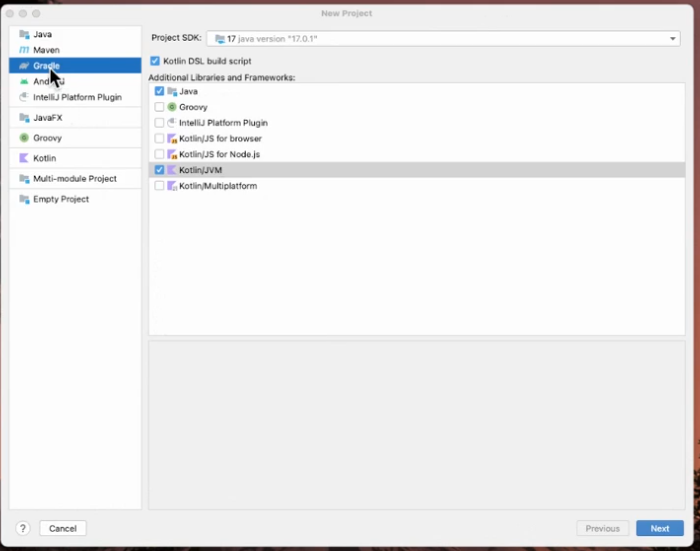 New Project
Java
Maven
Gradle
JavaFX
IntelliJ Platform Plugin
Groovy
Kotlin
Multi-module Project
Empty Project
Project SDK: 17 java version "17.0.1"
Kotlin DSL build script
Additional Libraries and Frameworks:
Java
Groovy
IntelliJ Platform Plugin
Kotlin/JS for browser
Kotlin/JS for Node.js
Kotlin/JVM
Kotlin/Multiplatform
? Cancel
Previous
Next